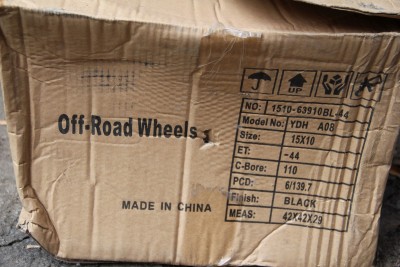 UP
NO: 1510-63910BL-44
Model No: YDH A08
Off-Road Wheels
Size: 15X10
ET: -44
C-Bore: 110
PCD: 6/139.7
Finish: BLACK
MADE IN CHINA
MEAS: 42X42X29